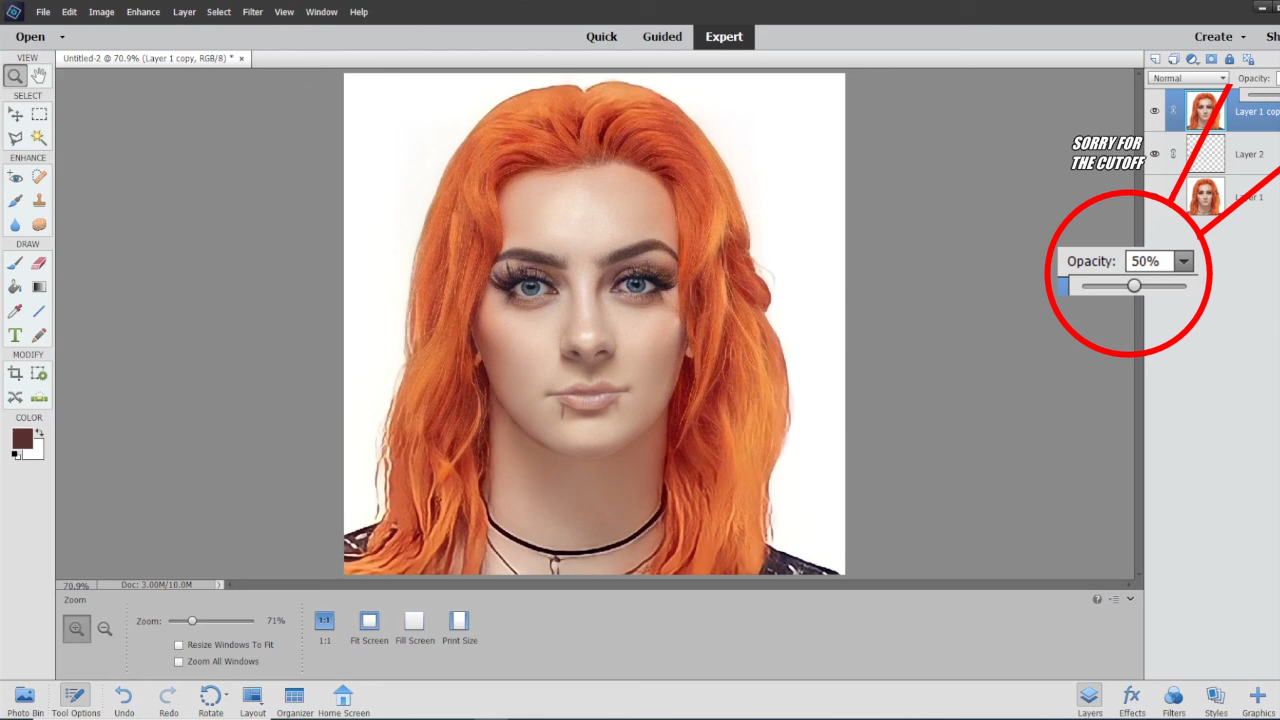 File Edit Image Enhance Layer Select Filter View Window Help
Open Quick Guided Expert Create Sh
VIEW
Untitled-2 @ 70.9% (Layer 1 copy, RGB/8) * ×
SELECT
ENHANCE
DRAW
MODIFY
COLOR
Normal Opacity:
Layer 1 cop
SORRY FOR
THE CUTOFF
Layer 2
Layer 1
Opacity: 50%
70.9% Doc: 3.00M/10.0M
Zoom
Zoom: 71%
Resize Windows To Fit
Zoom All Windows
1:1
1:1 Fit Screen Fill Screen Print Size
Photo Bin Tool Options Undo Redo Rotate Layout Organizer Home Screen Layers Effects Filters Styles Graphics